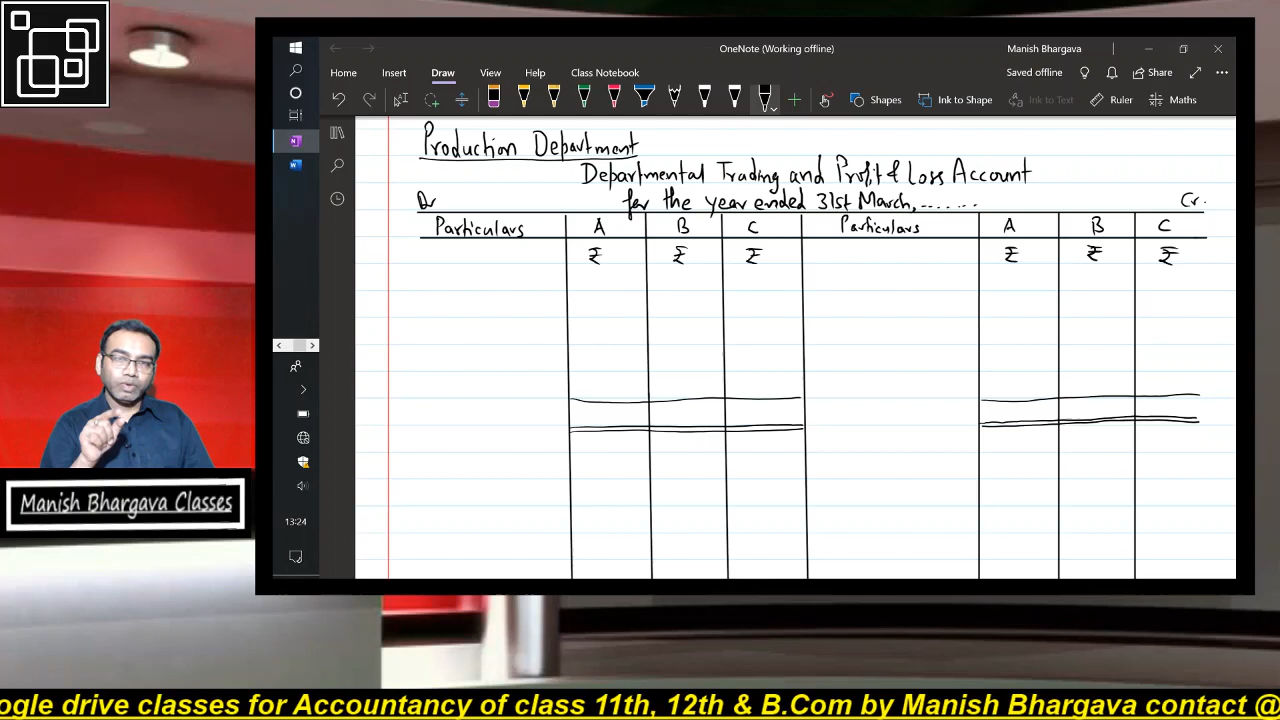 OneNote (Working offline)
Manish Bhargava
Home Insert Draw View Help Class Notebook
Saved offline Share
Shapes Ink to Shape Ink to Text Ruler Maths
Production Department
Departmental Trading and Profit & Loss Account
Dr for the year ended 31st March,....... Cr.
Particulars A B C Particulars A B C
₹ ₹ ₹ ₹ ₹ ₹
Manish Bhargava Classes
13:24
ogle drive classes for Accountancy of class 11th, 12th & B.Com by Manish Bhargava contact @